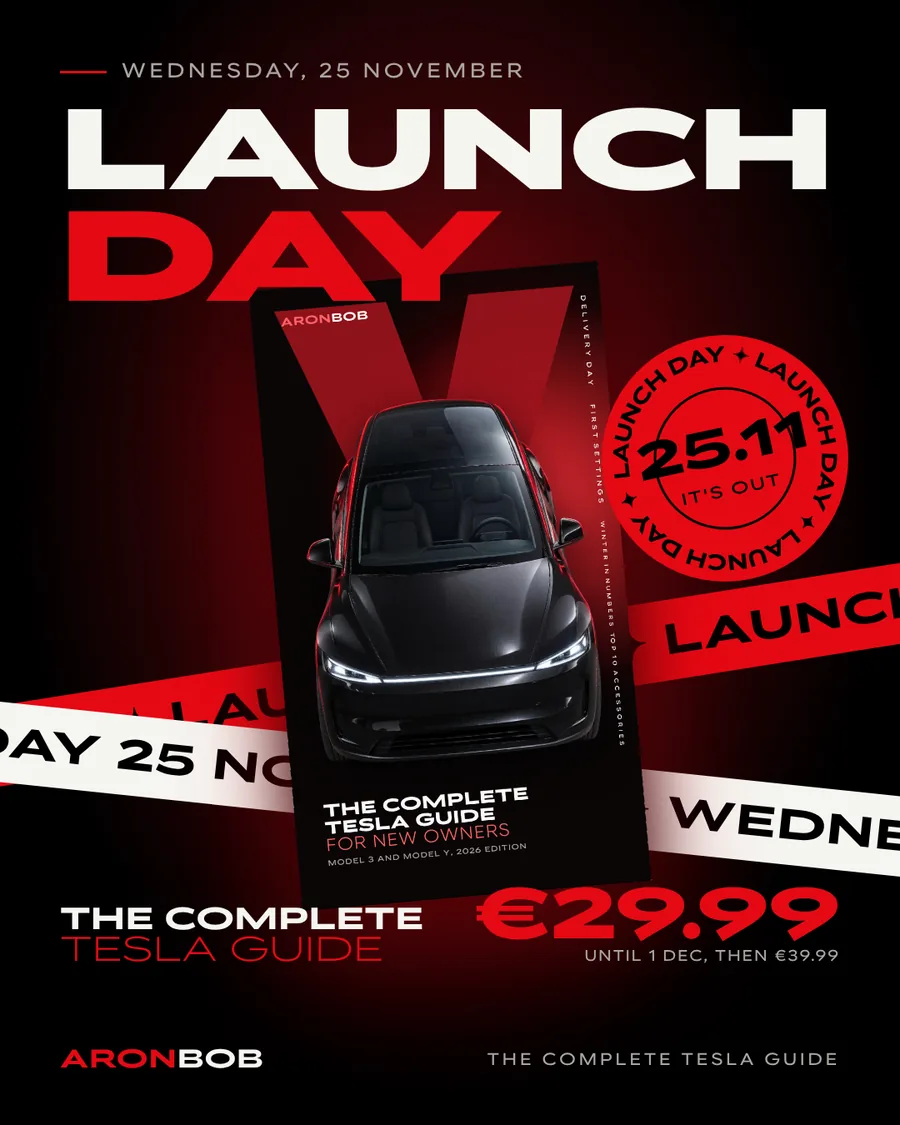 WEDNESDAY, 25 NOVEMBER
LAUNCH
DAY
ARONBOB
DELIVERY DAY FIRST SETTINGS WINTER IN NUMBERS TOP 10 ACCESSORIES
LAUNCH DAY ✦ LAUNCH DAY ✦ LAUNCH DAY ✦
25.11
IT'S OUT
LAUNCH
LAU
DAY 25 NO
WEDNE
THE COMPLETE
TESLA GUIDE
FOR NEW OWNERS
MODEL 3 AND MODEL Y, 2026 EDITION
THE COMPLETE
TESLA GUIDE
€29.99
UNTIL 1 DEC, THEN €39.99
ARONBOB
THE COMPLETE TESLA GUIDE